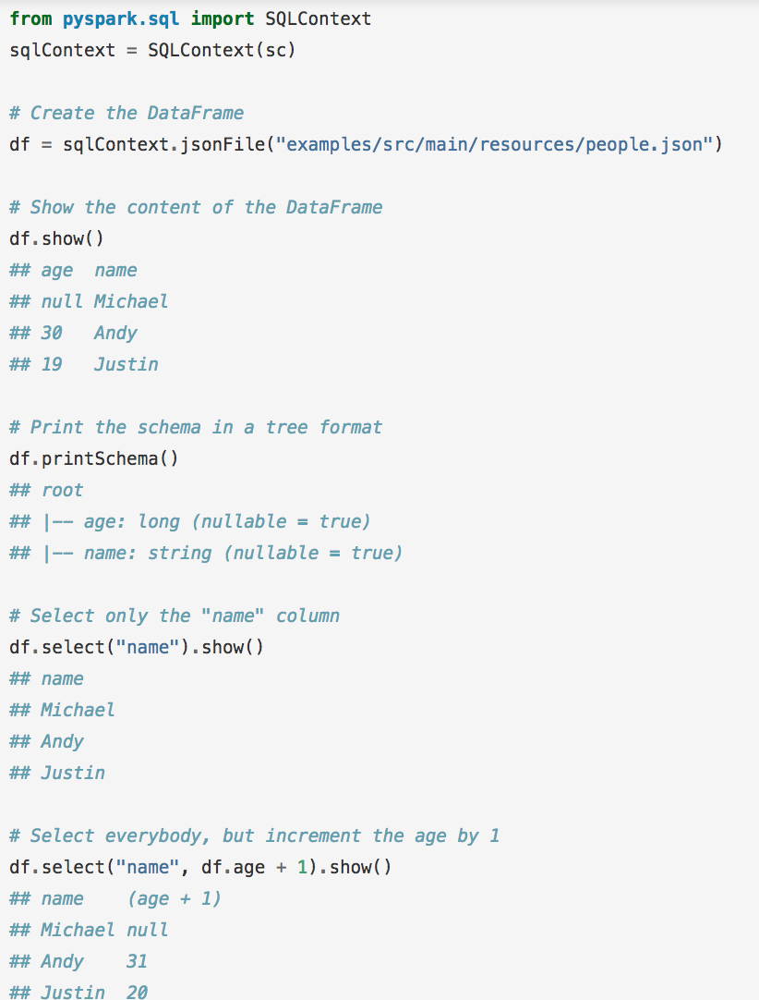 from pyspark.sql import SQLContext
sqlContext = SQLContext(sc)

# Create the DataFrame
df = sqlContext.jsonFile("examples/src/main/resources/people.json")

# Show the content of the DataFrame
df.show()
## age  name
## null Michael
## 30   Andy
## 19   Justin

# Print the schema in a tree format
df.printSchema()
## root
## |-- age: long (nullable = true)
## |-- name: string (nullable = true)

# Select only the "name" column
df.select("name").show()
## name
## Michael
## Andy
## Justin

# Select everybody, but increment the age by 1
df.select("name", df.age + 1).show()
## name    (age + 1)
## Michael null
## Andy    31
## Justin  20